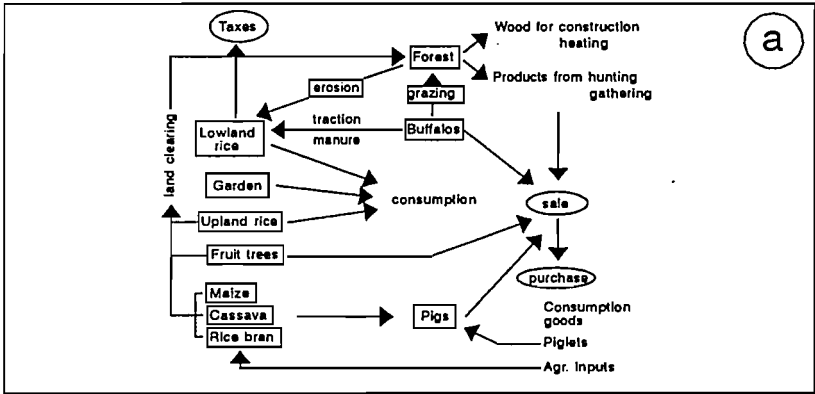 Taxes
a
Wood for construction
heating
Forest
Products from hunting
gathering
erosion
grazing
land clearing
traction
manure
Lowland
rice
Buffalos
Garden
consumption
sale
Upland rice
Fruit trees
purchase
Maize
Cassava
Rice bran
Pigs
Consumption
goods
Piglets
Agr. Inputs